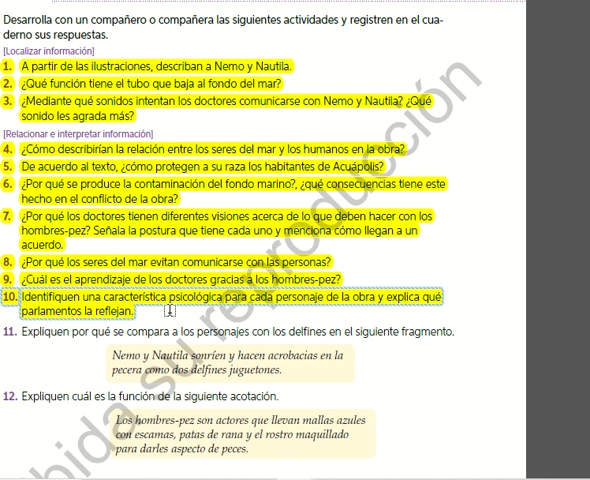 Desarrolla con un compañero o compañera las siguientes actividades y registren en el cua-
derno sus respuestas.
[Localizar información]
1. A partir de las ilustraciones, describan a Nemo y Nautila.
2. ¿Qué función tiene el tubo que baja al fondo del mar?
3. ¿Mediante qué sonidos intentan los doctores comunicarse con Nemo y Nautila? ¿Qué
sonido les agrada más?
[Relacionar e interpretar información]
4. ¿Cómo describirían la relación entre los seres del mar y los humanos en la obra?
5. De acuerdo al texto, ¿cómo protegen a su raza los habitantes de Acuápolis?
6. ¿Por qué se produce la contaminación del fondo marino?, ¿qué consecuencias tiene este
hecho en el conflicto de la obra?
7. ¿Por qué los doctores tienen diferentes visiones acerca de lo que deben hacer con los
hombres-pez? Señala la postura que tiene cada uno y menciona cómo llegan a un
acuerdo.
8. ¿Por qué los seres del mar evitan comunicarse con las personas?
9. ¿Cuál es el aprendizaje de los doctores gracias a los hombres-pez?
10. Identifiquen una característica psicológica para cada personaje de la obra y explica qué
parlamentos la reflejan.
11. Expliquen por qué se compara a los personajes con los delfines en el siguiente fragmento.
Nemo y Nautila sonríen y hacen acrobacias en la
pecera como dos delfines juguetones.
12. Expliquen cuál es la función de la siguiente acotación.
Los hombres-pez son actores que llevan mallas azules
con escamas, patas de rana y el rostro maquillado
para darles aspecto de peces.
bida su reproducción